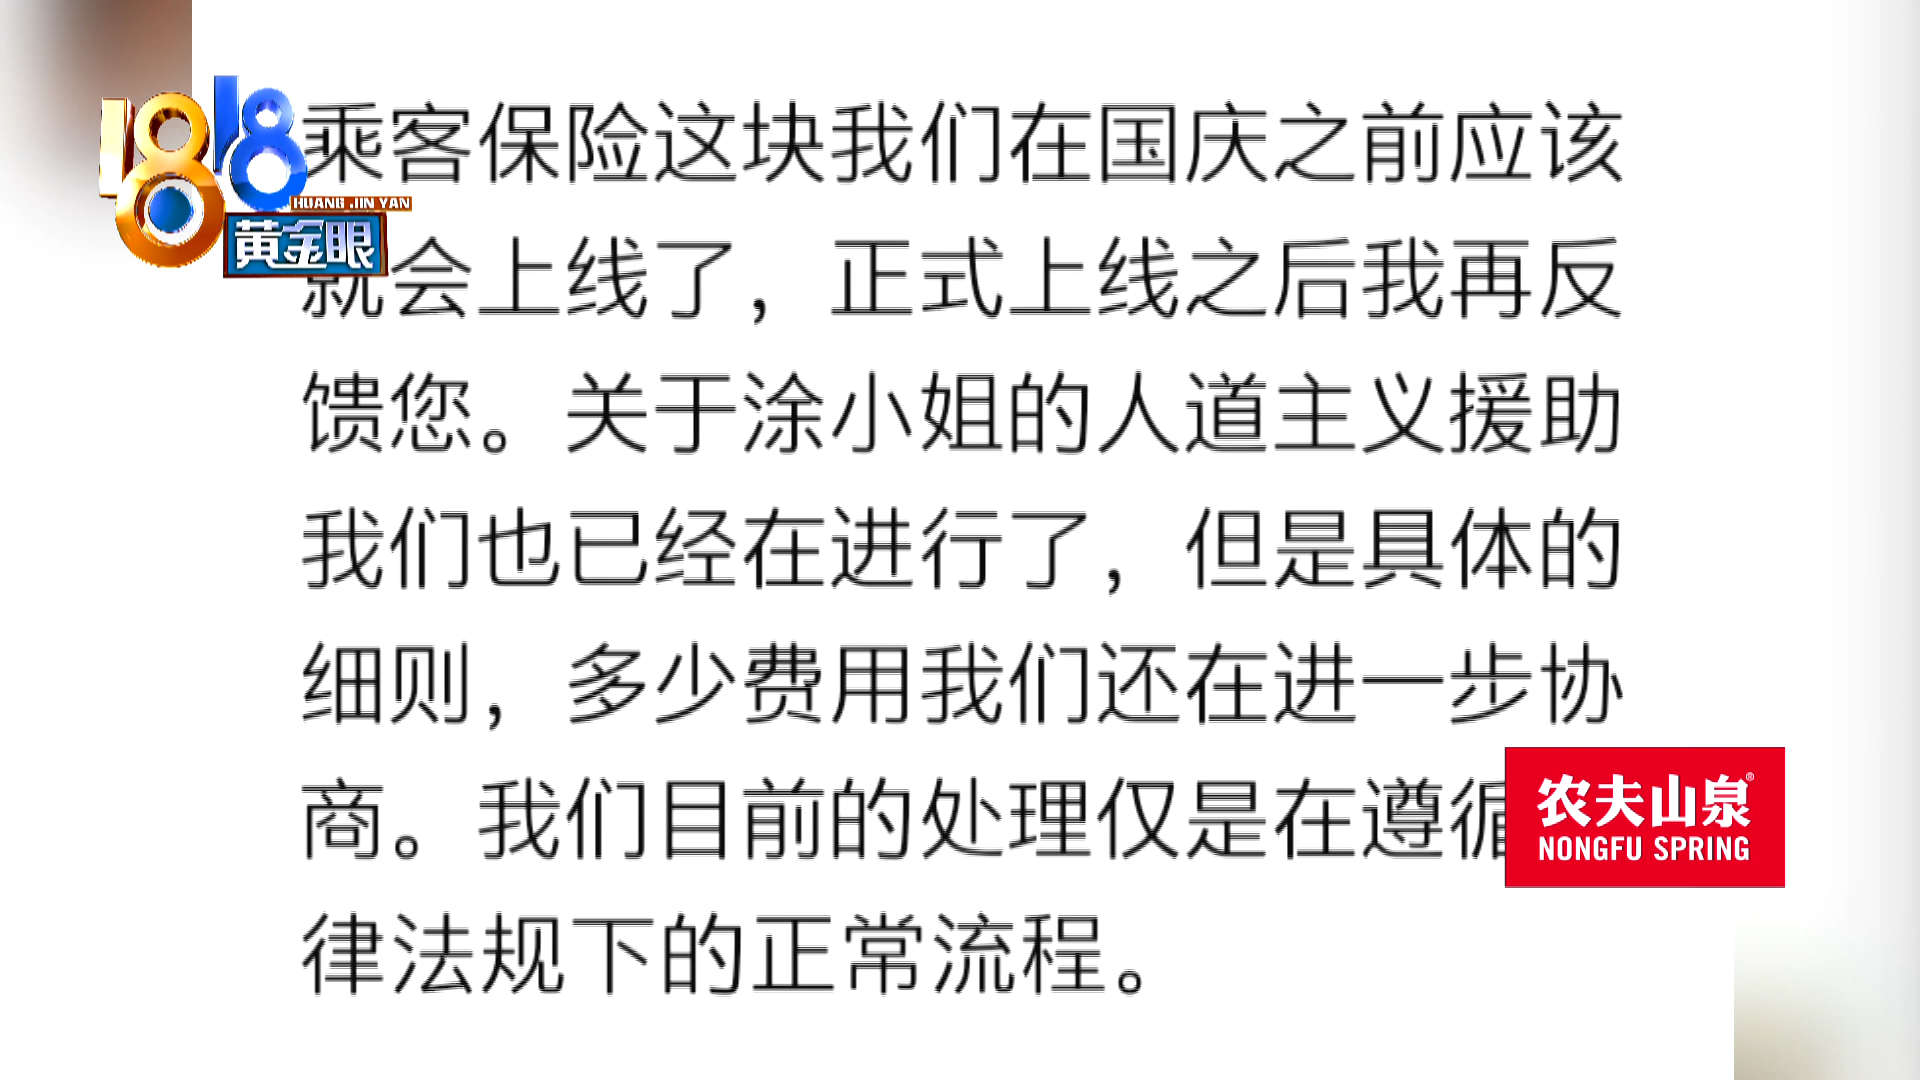 1818
HUANG JIN YAN
黄金眼
乘客保险这块我们在国庆之前应该
就会上线了，正式上线之后我再反
馈您。关于涂小姐的人道主义援助
我们也已经在进行了，但是具体的
细则，多少费用我们还在进一步协
商。我们目前的处理仅是在遵循
律法规下的正常流程。
农夫山泉®
NONGFU SPRING